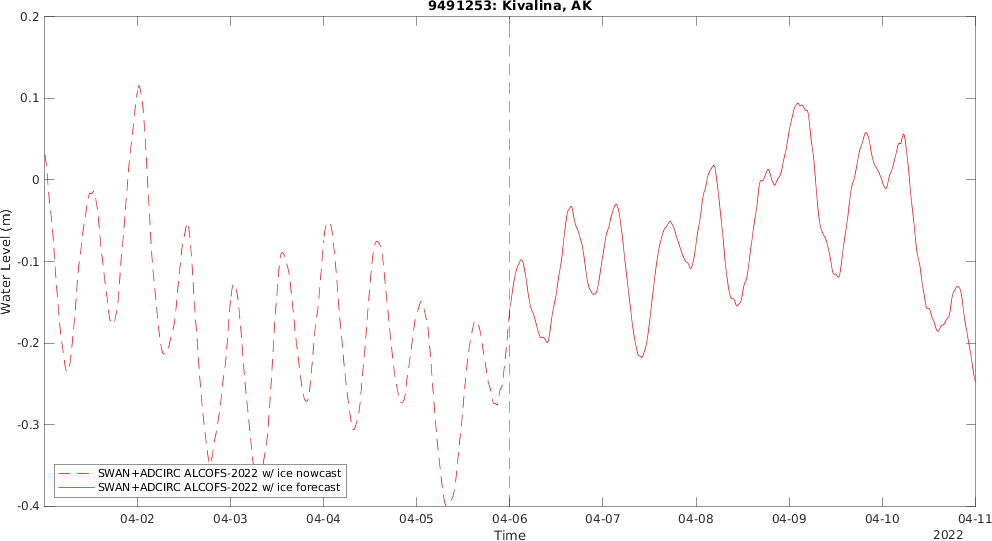 9491253: Kivalina, AK
0.2
0.1
0
-0.1
-0.2
-0.3
-0.4
Water Level (m)
SWAN+ADCIRC ALCOFS-2022 w/ ice nowcast
SWAN+ADCIRC ALCOFS-2022 w/ ice forecast
04-02 04-03 04-04 04-05 04-06 04-07 04-08 04-09 04-10 04-11
Time
2022